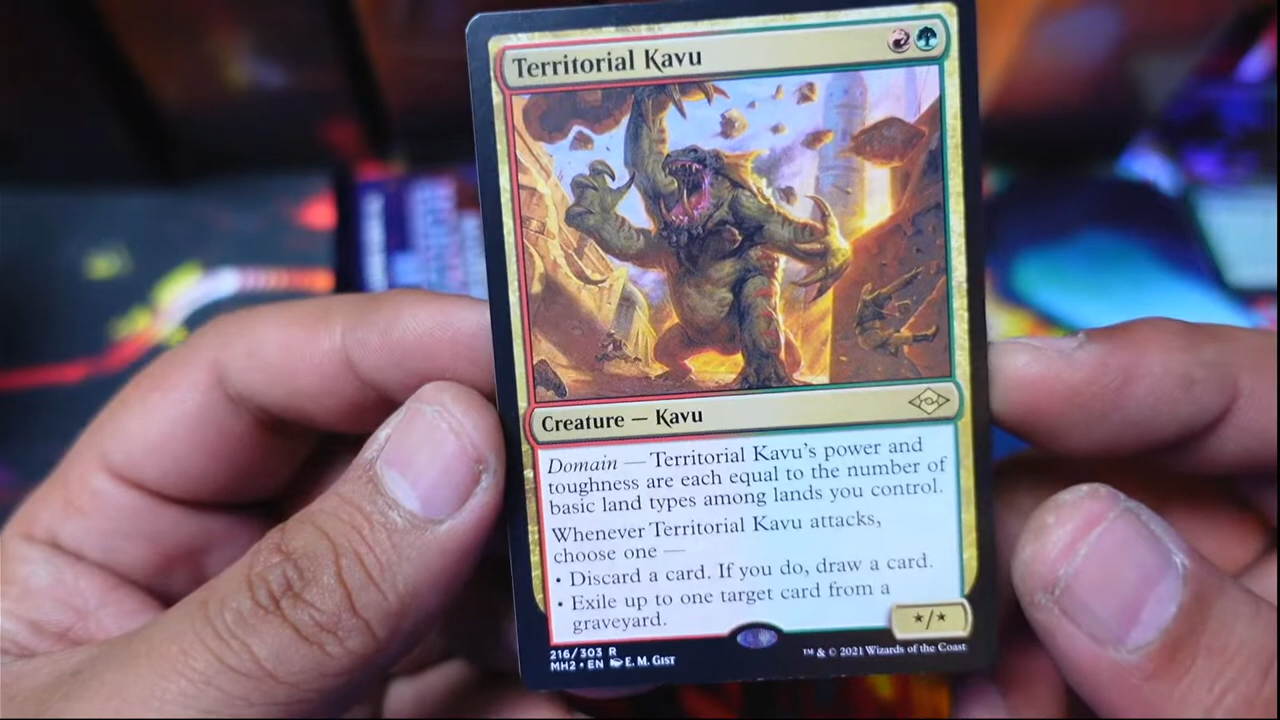 Territorial Kavu
Creature — Kavu
Domain — Territorial Kavu's power and
toughness are each equal to the number of
basic land types among lands you control.
Whenever Territorial Kavu attacks,
choose one —
• Discard a card. If you do, draw a card.
• Exile up to one target card from a
graveyard.
★/★
216/303 R
MH2 • EN E. M. Gist
™ & © 2021 Wizards of the Coast